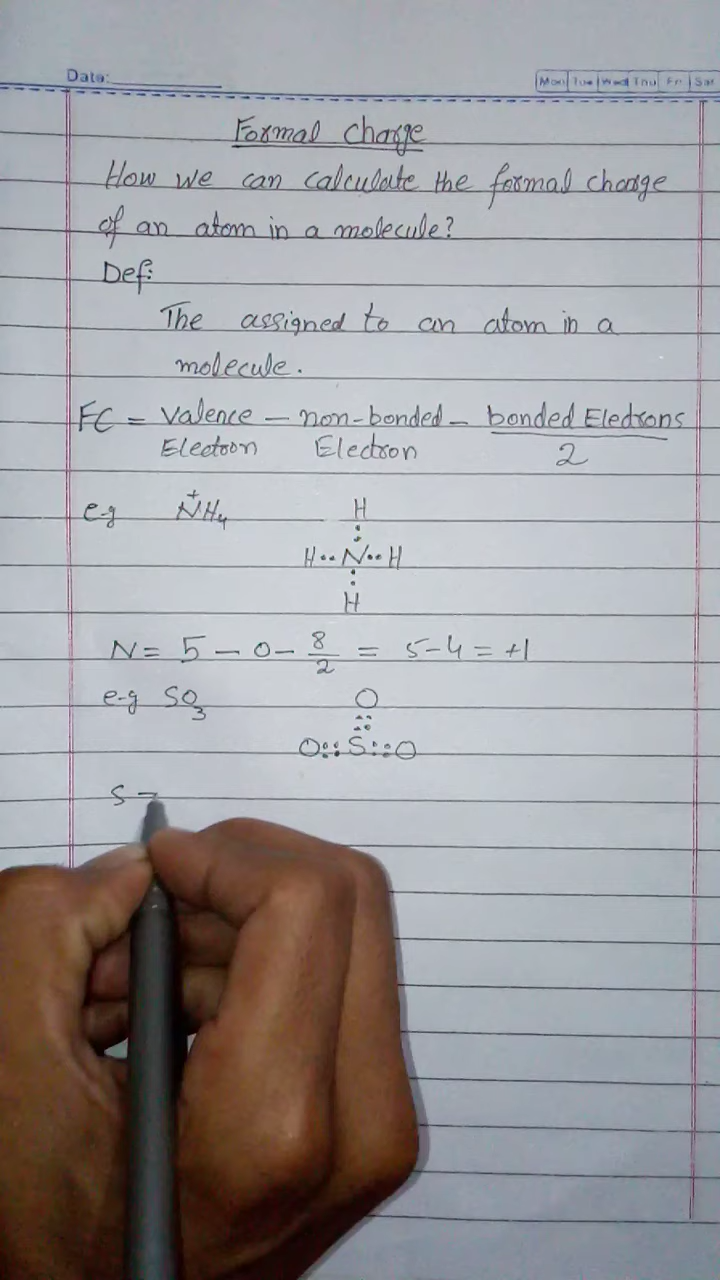 Date:
Mon Tue Wed Thu Fri Sat
Formal Charge
How we can calculate the formal charge
of an atom in a molecule?
Def:
The assigned to an atom in a
molecule.
FC = Valence Electron - non-bonded Electron - bonded Electrons / 2
e-g N⁺H₄
H
H••N••H
H
N = 5 - 0 - 8/2 = 5-4 = +1
e-g SO₃
O
O::S::O
S =